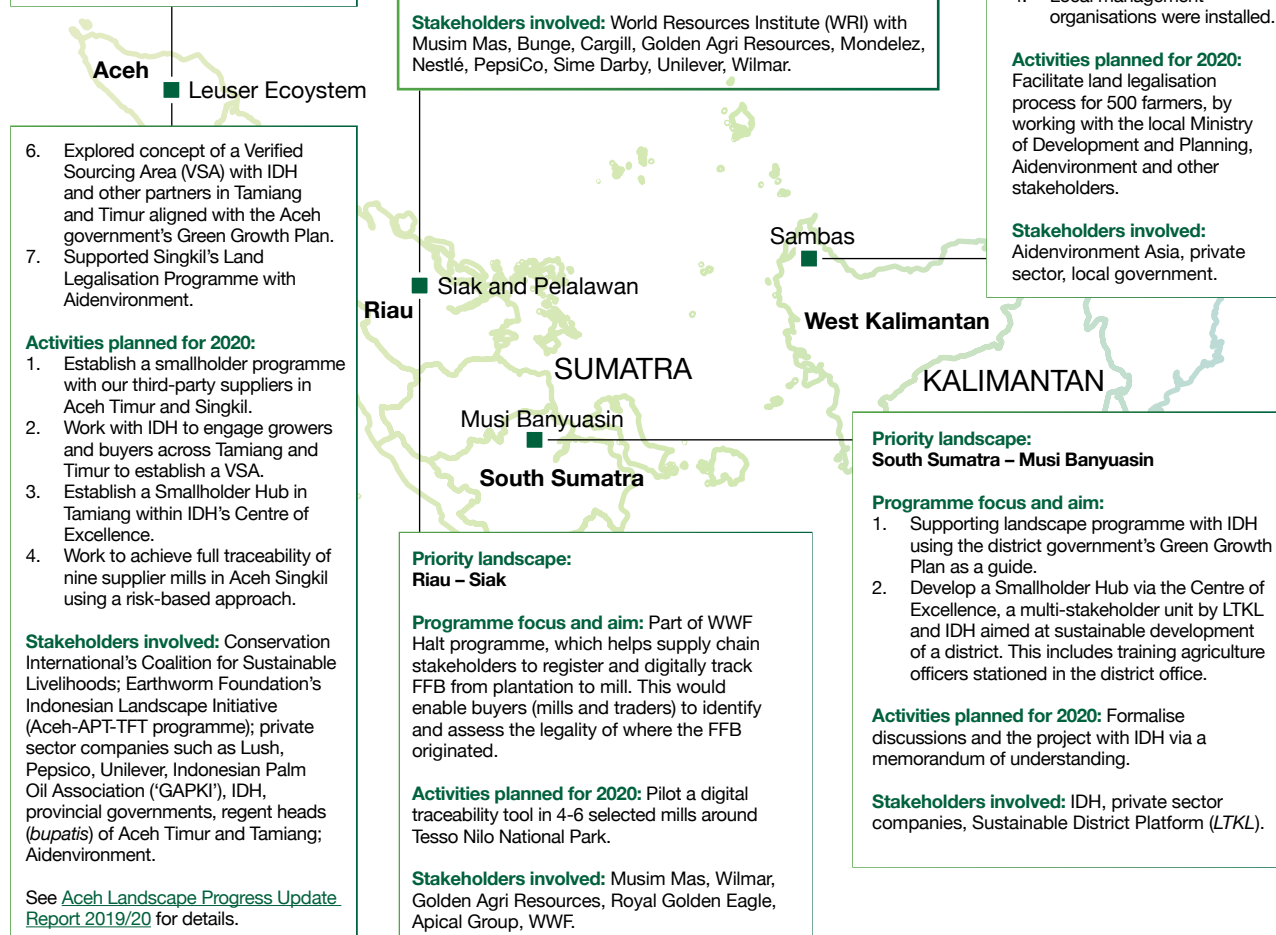 Stakeholders involved: World Resources Institute (WRI) with
Musim Mas, Bunge, Cargill, Golden Agri Resources, Mondelez,
Nestlé, PepsiCo, Sime Darby, Unilever, Wilmar.
Local management
organisations were installed.
Activities planned for 2020:
Facilitate land legalisation
process for 500 farmers, by
working with the local Ministry
of Development and Planning,
Aidenvironment and other
stakeholders.
Stakeholders involved:
Aidenvironment Asia, private
sector, local government.
Aceh
Leuser Ecoystem
6. Explored concept of a Verified
Sourcing Area (VSA) with IDH
and other partners in Tamiang
and Timur aligned with the Aceh
government’s Green Growth Plan.
7. Supported Singkil’s Land
Legalisation Programme with
Aidenvironment.
Activities planned for 2020:
1. Establish a smallholder programme
with our third-party suppliers in
Aceh Timur and Singkil.
2. Work with IDH to engage growers
and buyers across Tamiang and
Timur to establish a VSA.
3. Establish a Smallholder Hub in
Tamiang within IDH’s Centre of
Excellence.
4. Work to achieve full traceability of
nine supplier mills in Aceh Singkil
using a risk-based approach.
Stakeholders involved: Conservation
International’s Coalition for Sustainable
Livelihoods; Earthworm Foundation’s
Indonesian Landscape Initiative
(Aceh-APT-TFT programme); private
sector companies such as Lush,
Pepsico, Unilever, Indonesian Palm
Oil Association (‘GAPKI’), IDH,
provincial governments, regent heads
(bupatis) of Aceh Timur and Tamiang;
Aidenvironment.
See Aceh Landscape Progress Update
Report 2019/20 for details.
Sambas
Siak and Pelalawan
Riau
West Kalimantan
SUMATRA
KALIMANTAN
Musi Banyuasin
South Sumatra
Priority landscape:
Riau – Siak
Programme focus and aim: Part of WWF
Halt programme, which helps supply chain
stakeholders to register and digitally track
FFB from plantation to mill. This would
enable buyers (mills and traders) to identify
and assess the legality of where the FFB
originated.
Activities planned for 2020: Pilot a digital
traceability tool in 4-6 selected mills around
Tesso Nilo National Park.
Stakeholders involved: Musim Mas, Wilmar,
Golden Agri Resources, Royal Golden Eagle,
Apical Group, WWF.
Priority landscape:
South Sumatra – Musi Banyuasin
Programme focus and aim:
1. Supporting landscape programme with IDH
using the district government’s Green Growth
Plan as a guide.
2. Develop a Smallholder Hub via the Centre of
Excellence, a multi-stakeholder unit by LTKL
and IDH aimed at sustainable development
of a district. This includes training agriculture
officers stationed in the district office.
Activities planned for 2020: Formalise
discussions and the project with IDH via a
memorandum of understanding.
Stakeholders involved: IDH, private sector
companies, Sustainable District Platform (LTKL).